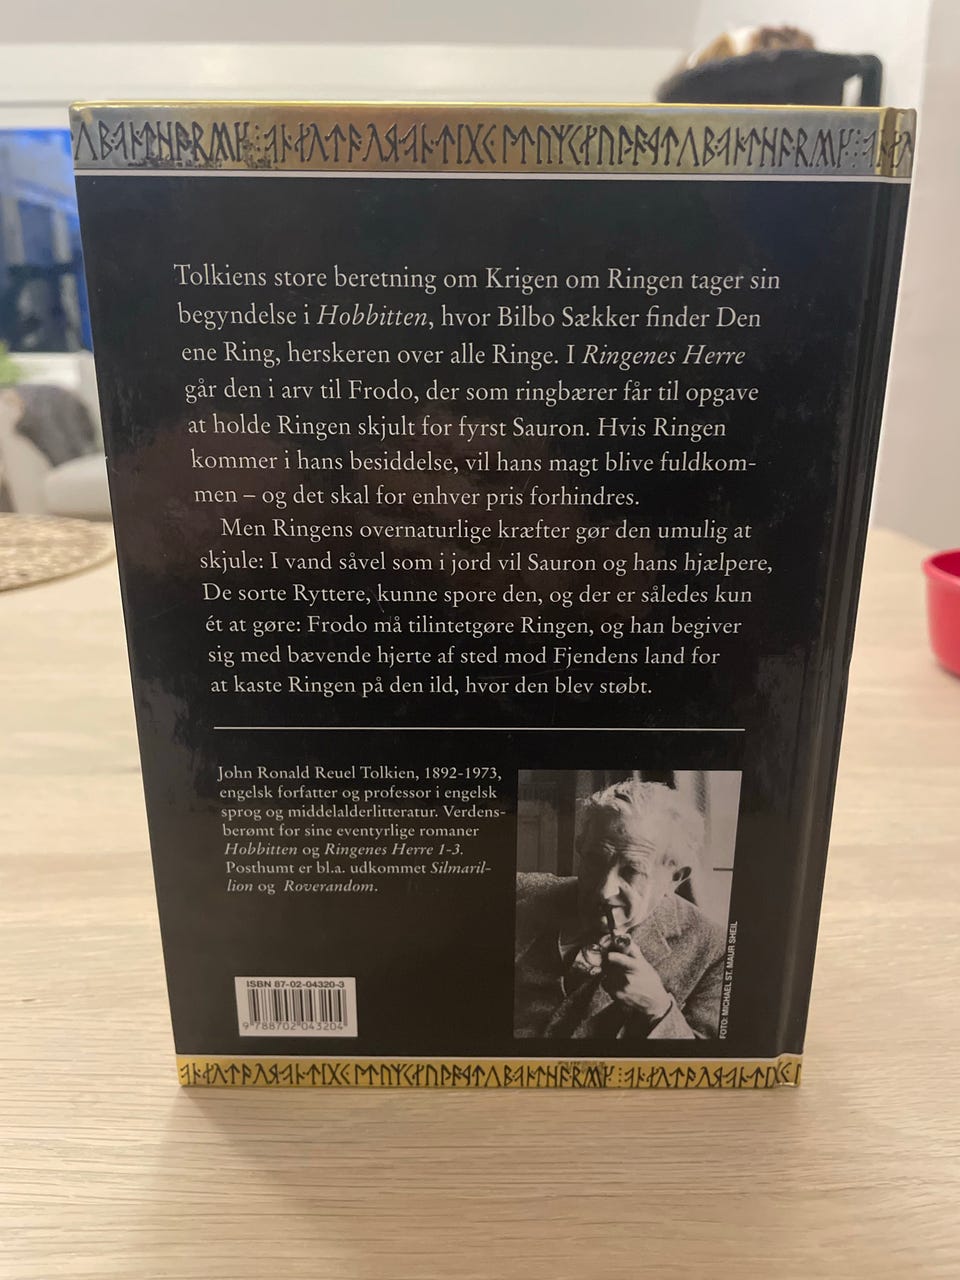 Tolkiens store beretning om Krigen om Ringen tager sin
begyndelse i Hobbitten, hvor Bilbo Sækker finder Den
ene Ring, herskeren over alle Ringe. I Ringenes Herre
går den i arv til Frodo, der som ringbærer får til opgave
at holde Ringen skjult for fyrst Sauron. Hvis Ringen
kommer i hans besiddelse, vil hans magt blive fuldkom-
men – og det skal for enhver pris forhindres.
Men Ringens overnaturlige kræfter gør den umulig at
skjule: I vand såvel som i jord vil Sauron og hans hjælpere,
De sorte Ryttere, kunne spore den, og der er således kun
ét at gøre: Frodo må tilintetgøre Ringen, og han begiver
sig med bævende hjerte af sted mod Fjendens land for
at kaste Ringen på den ild, hvor den blev støbt.
John Ronald Reuel Tolkien, 1892-1973,
engelsk forfatter og professor i engelsk
sprog og middelalderlitteratur. Verdens-
berømt for sine eventyrlige romaner
Hobbitten og Ringenes Herre 1-3.
Posthumt er bl.a. udkommet Silmaril-
lion og Roverandom.
FOTO: MICHAEL ST. MAUR SHEIL
ISBN 87-02-04320-3
9 788702 043204